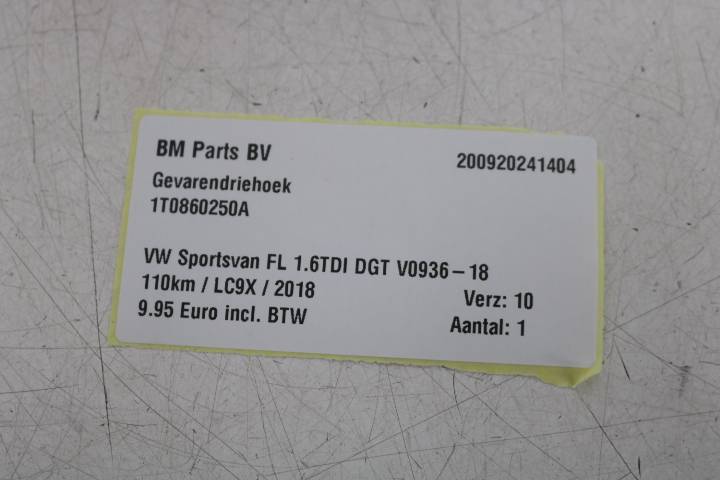 BM Parts BV 200920241404
Gevarendriehoek
1T0860250A
VW Sportsvan FL 1.6TDI DGT V0936-18
110km / LC9X / 2018 Verz: 10
9.95 Euro incl. BTW Aantal: 1